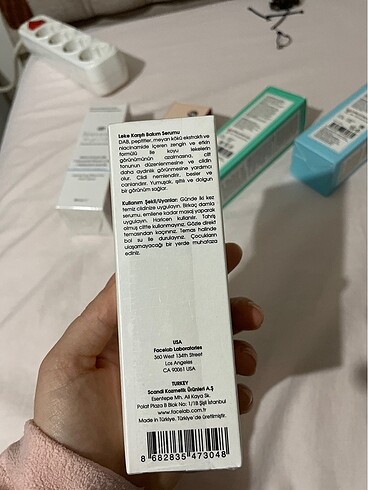 Leke Karşıtı Bakım Serumu
DAB, peptitler, meyan kökü ekstraktı ve
niacinamide içeren zengin ve etkin
formülü ile koyu lekelerin
görünümünün azalmasına, cilt
tonunun düzenlenmesine ve cildin
daha aydınlık görünmesine yardımcı
olur. Cildi nemlendirir, besler ve
canlandırır. Yumuşak, ışıltılı ve dolgun
bir görünüm sağlar.
Kullanım Şekli/Uyarılar: Günde iki kez
temiz cildinize uygulayın. Birkaç damla
serumu, emilene kadar masaj yaparak
uygulayın. Haricen kullanılır. Tahriş
olmuş ciltte kullanmayınız. Gözle direkt
temasından kaçınınız. Temas halinde
bol su ile durulayınız. Çocukların
ulaşamayacağı bir yerde muhafaza
ediniz.
USA
Facelab Laboratories
360 West 134th Street
Los Angeles
CA 90061 USA
TURKEY
Scandi Kozmetik Ürünleri A.Ş
Esentepe Mh. Ali Kaya Sk.
Polat Plaza B Blok No: 1/1B Şişli İstanbul
www.facelab.com.tr
Made in Türkiye. Türkiye'de üretilmiştir.
8 682835 473048